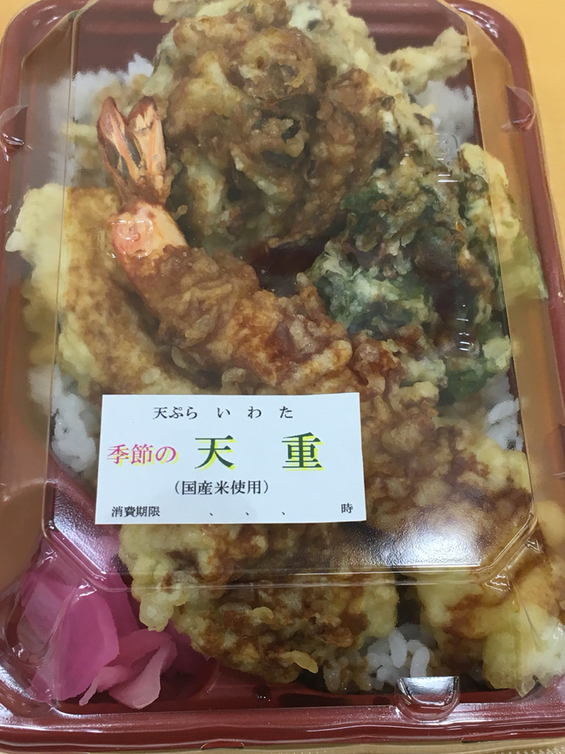 天ぷら いわた
季節の 天 重
(国産米使用)
消費期限 、 、 、 時